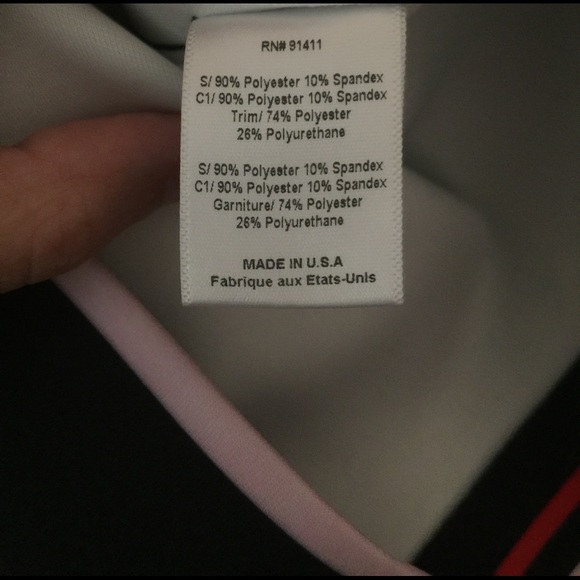 RN# 91411
S/ 90% Polyester 10% Spandex
C1/ 90% Polyester 10% Spandex
Trim/ 74% Polyester
26% Polyurethane
S/ 90% Polyester 10% Spandex
C1/ 90% Polyester 10% Spandex
Garniture/ 74% Polyester
26% Polyurethane
MADE IN U.S.A
Fabrique aux Etats-Unis